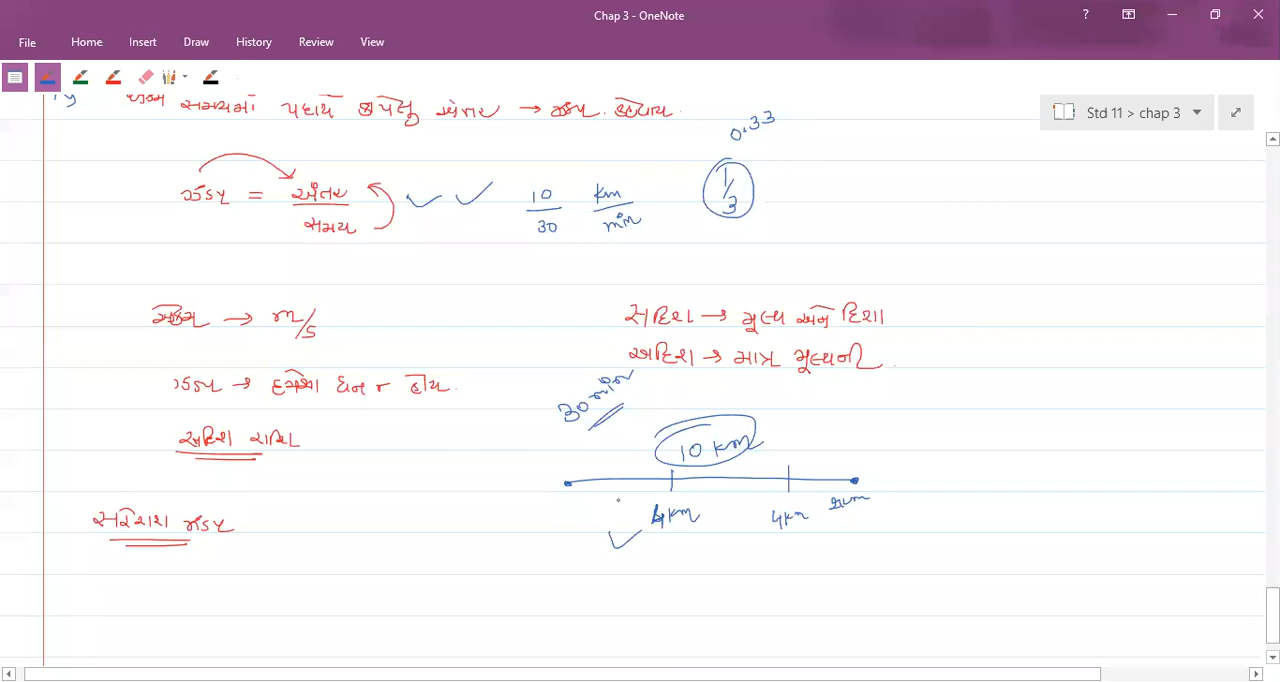 Chap 3 - OneNote
File Home Insert Draw History Review View
Std 11 > chap 3
સમયમાં પદાર્થે કાપેલુ અંતર → ઝડપ કહેવાય.
0.33
ઝડપ = અંતર / સમય 10/30 km/min 1/3
એકમ → m/s
સદિશ → મૂલ્ય અને દિશા
અદિશ → માત્ર મૂલ્યની.
ઝડપ → હંમેશા ધન જ હોય.
30 min
અદિશ રાશિ
10 km
4km 4km 2km
સરેરાશ ઝડપ